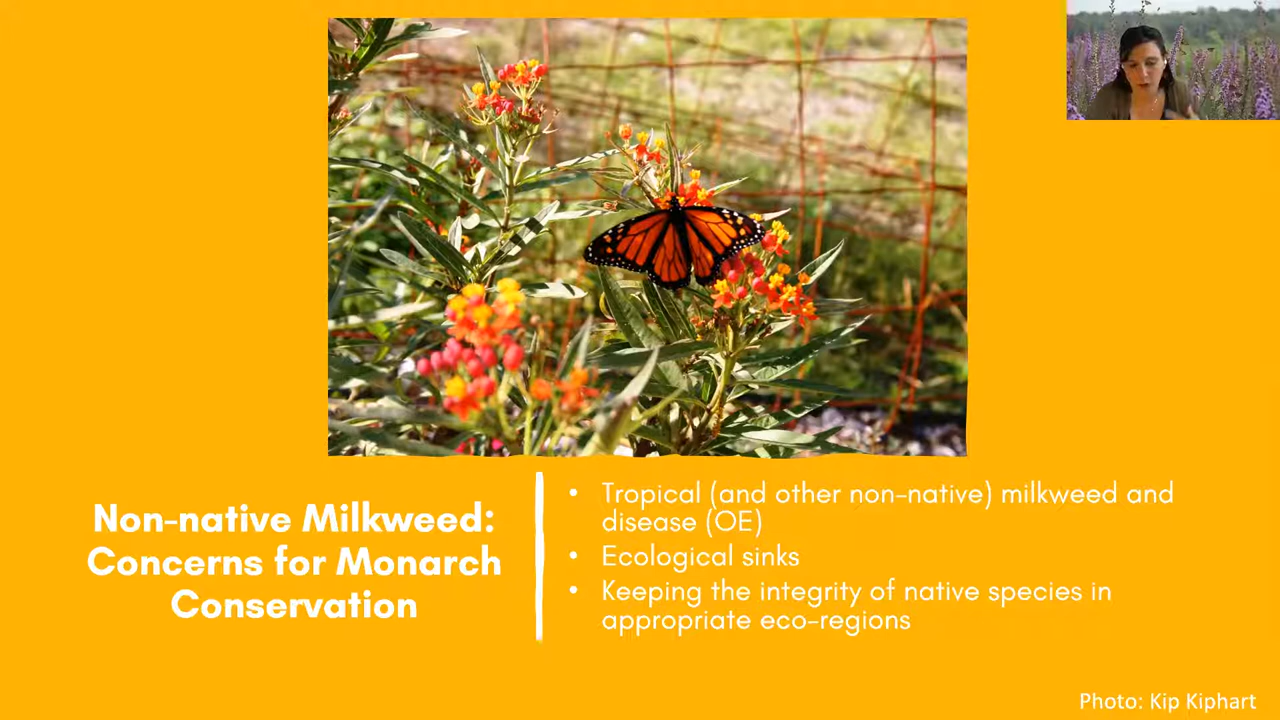 Non-native Milkweed:
Concerns for Monarch
Conservation
• Tropical (and other non-native) milkweed and
disease (OE)
• Ecological sinks
• Keeping the integrity of native species in
appropriate eco-regions
Photo: Kip Kiphart